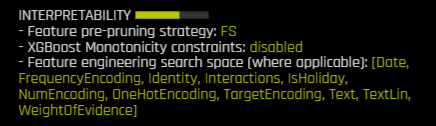 INTERPRETABILITY
- Feature pre-pruning strategy: FS
- XGBoost Monotonicity constraints: disabled
- Feature engineering search space (where applicable): [Date,
FrequencyEncoding, Identity, Interactions, IsHoliday,
NumEncoding, OneHotEncoding, TargetEncoding, Text, TextLin,
WeightOfEvidence]